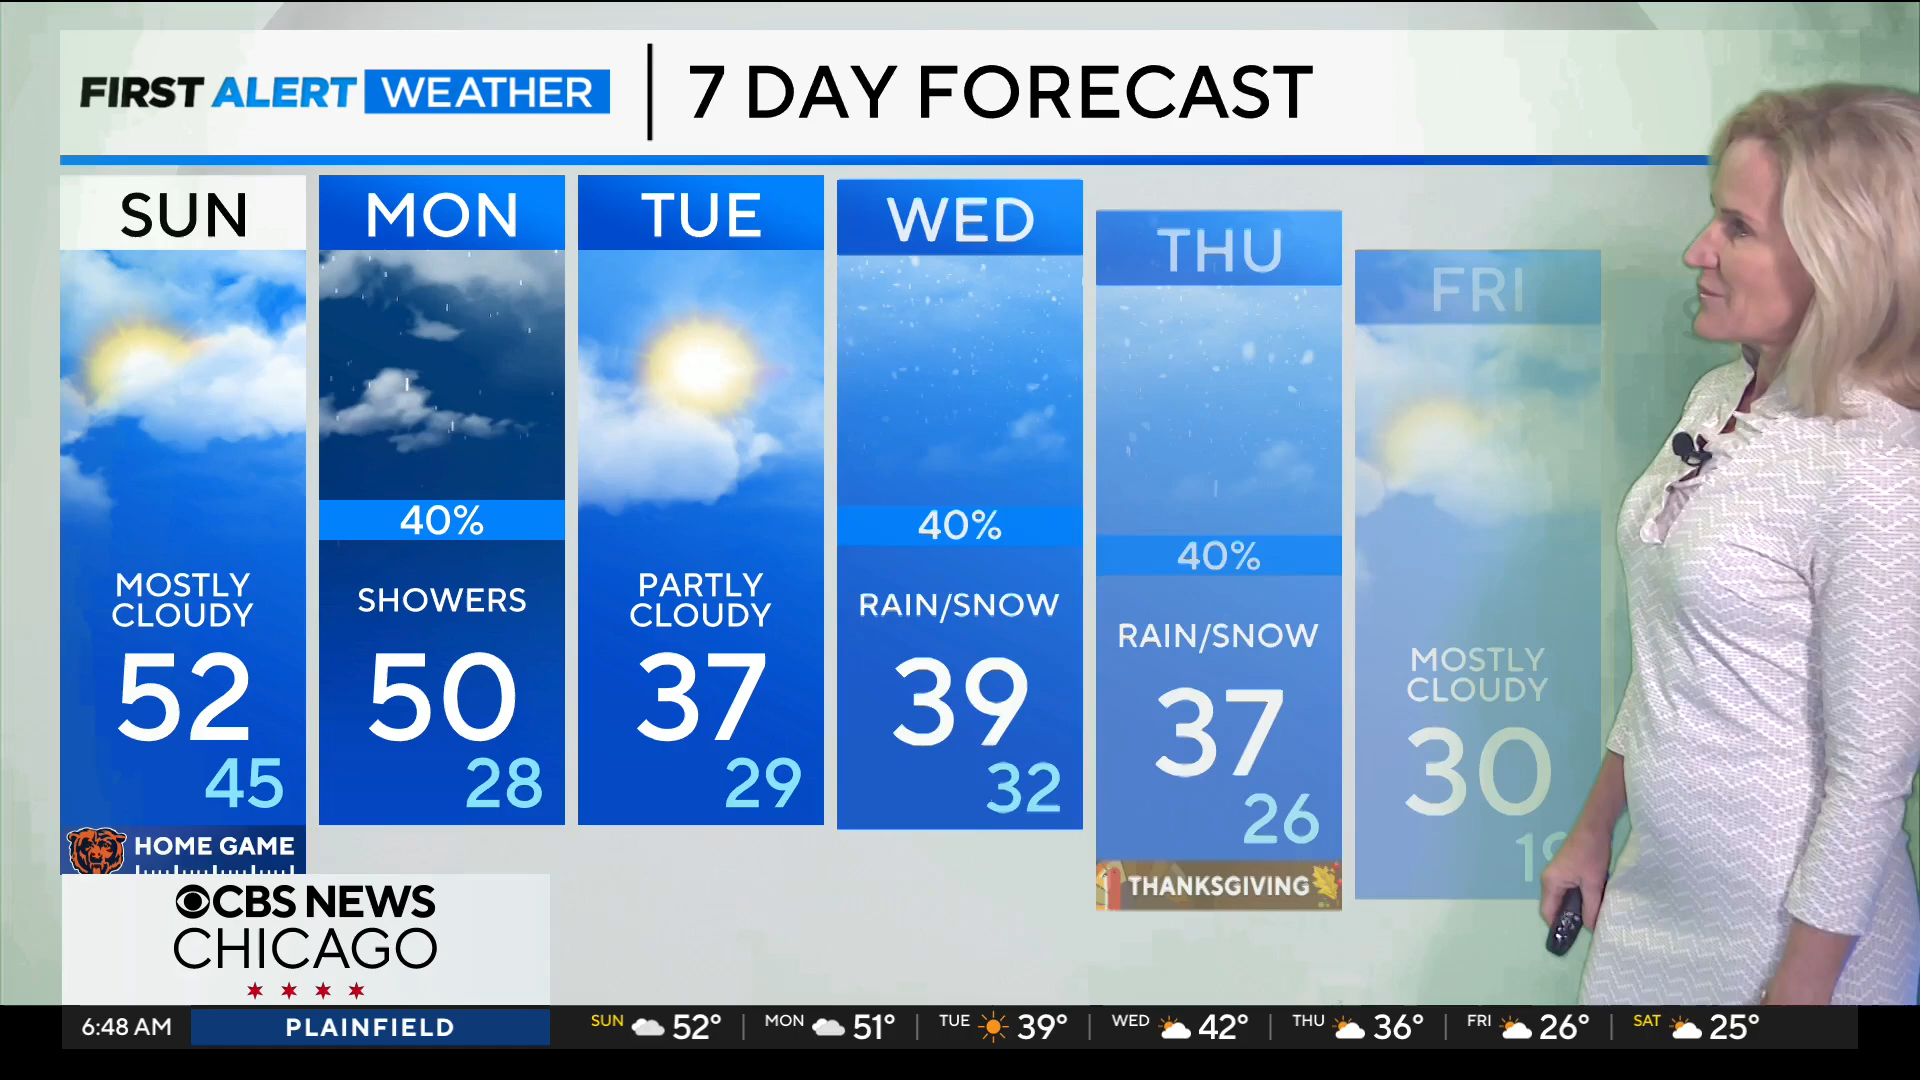 FIRST ALERT WEATHER
7 DAY FORECAST
SUN
MOSTLY
CLOUDY
52
45
HOME GAME
MON
40%
SHOWERS
50
28
TUE
PARTLY
CLOUDY
37
29
WED
40%
RAIN/SNOW
39
32
THU
40%
RAIN/SNOW
37
26
THANKSGIVING
FRI
MOSTLY
CLOUDY
30
CBS NEWS
CHICAGO
6:48 AM
PLAINFIELD
SUN 52°
MON 51°
TUE 39°
WED 42°
THU 36°
FRI 26°
SAT 25°